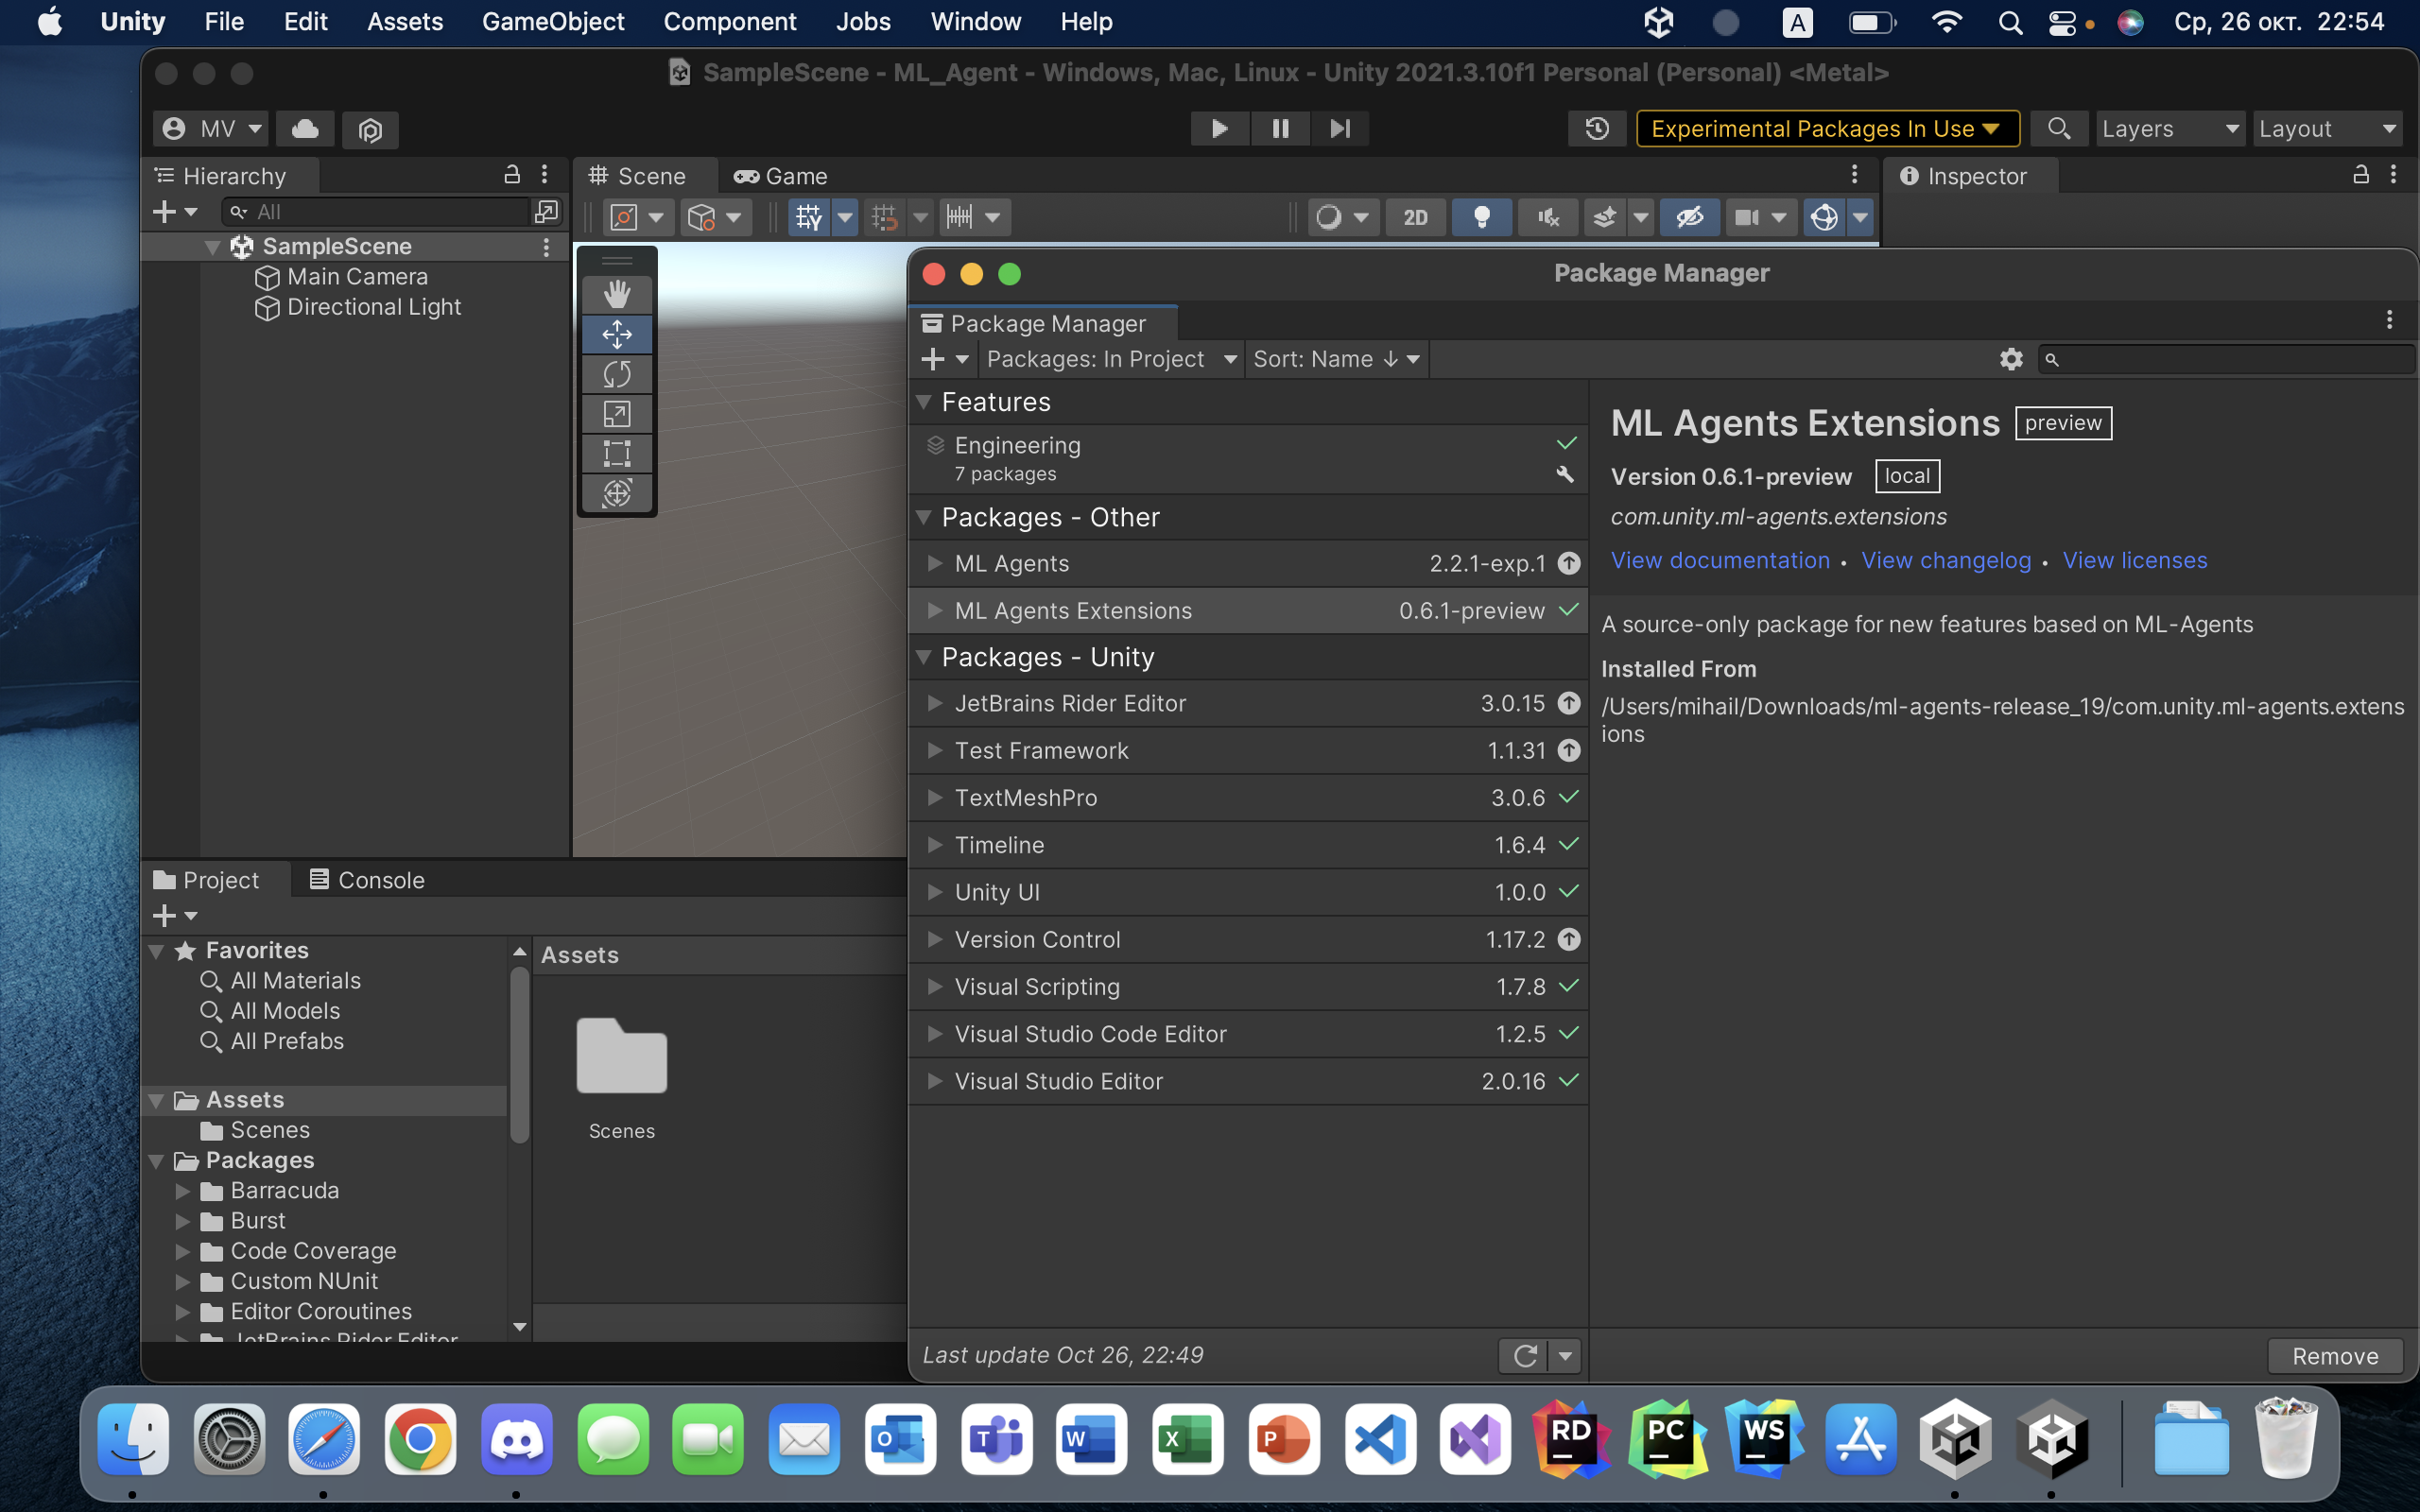 Unity File Edit Assets GameObject Component Jobs Window Help A Ср, 26 окт. 22:54
SampleScene - ML_Agent - Windows, Mac, Linux - Unity 2021.3.10f1 Personal (Personal) <Metal>
MV Experimental Packages In Use Layers Layout
Hierarchy
All
SampleScene
Main Camera
Directional Light
Scene Game
2D
Inspector
Package Manager
Package Manager
Packages: In Project Sort: Name ↓
Features
Engineering
7 packages
Packages - Other
ML Agents 2.2.1-exp.1
ML Agents Extensions 0.6.1-preview
Packages - Unity
JetBrains Rider Editor 3.0.15
Test Framework 1.1.31
TextMeshPro 3.0.6
Timeline 1.6.4
Unity UI 1.0.0
Version Control 1.17.2
Visual Scripting 1.7.8
Visual Studio Code Editor 1.2.5
Visual Studio Editor 2.0.16
Last update Oct 26, 22:49
ML Agents Extensions preview
Version 0.6.1-preview local
com.unity.ml-agents.extensions
View documentation • View changelog • View licenses
A source-only package for new features based on ML-Agents
Installed From
/Users/mihail/Downloads/ml-agents-release_19/com.unity.ml-agents.extens
ions
Remove
Project Console
Favorites
All Materials
All Models
All Prefabs
Assets
Scenes
Packages
Barracuda
Burst
Code Coverage
Custom NUnit
Editor Coroutines
JetBrains Rider Editor
Assets
Scenes
O T W X P RD PC WS